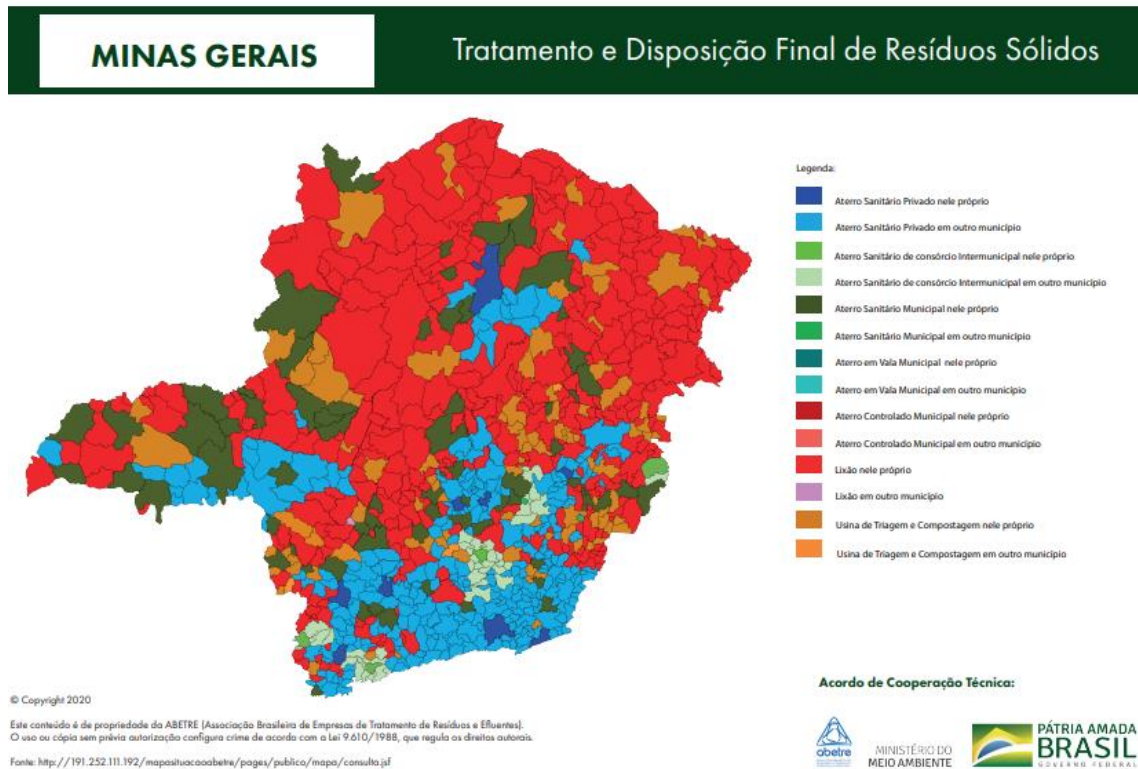 MINAS GERAIS
Tratamento e Disposição Final de Resíduos Sólidos
Legenda:
Aterro Sanitário Privado nele próprio
Aterro Sanitário Privado em outro município
Aterro Sanitário de consórcio Intermunicipal nele próprio
Aterro Sanitário de consórcio Intermunicipal em outro município
Aterro Sanitário Municipal nele próprio
Aterro Sanitário Municipal em outro município
Aterro em Vala Municipal nele próprio
Aterro em Vala Municipal em outro município
Aterro Controlado Municipal nele próprio
Aterro Controlado Municipal em outro município
Lixão nele próprio
Lixão em outro município
Usina de Triagem e Compostagem nele próprio
Usina de Triagem e Compostagem em outro município
© Copyright 2020
Este conteúdo é de propriedade da ABETRE (Associação Brasileira de Empresas de Tratamento de Resíduos e Efluentes).
O uso ou cópia sem prévia autorização configura crime de acordo com a Lei 9.610/1988, que regula os direitos autorais.
Fonte: http://191.252.111.192/mapasituacaoabetre/pages/publico/mapa/consulta.jsf
Acordo de Cooperação Técnica:
abetre
MINISTÉRIO DO
MEIO AMBIENTE
PÁTRIA AMADA
BRASIL
GOVERNO FEDERAL